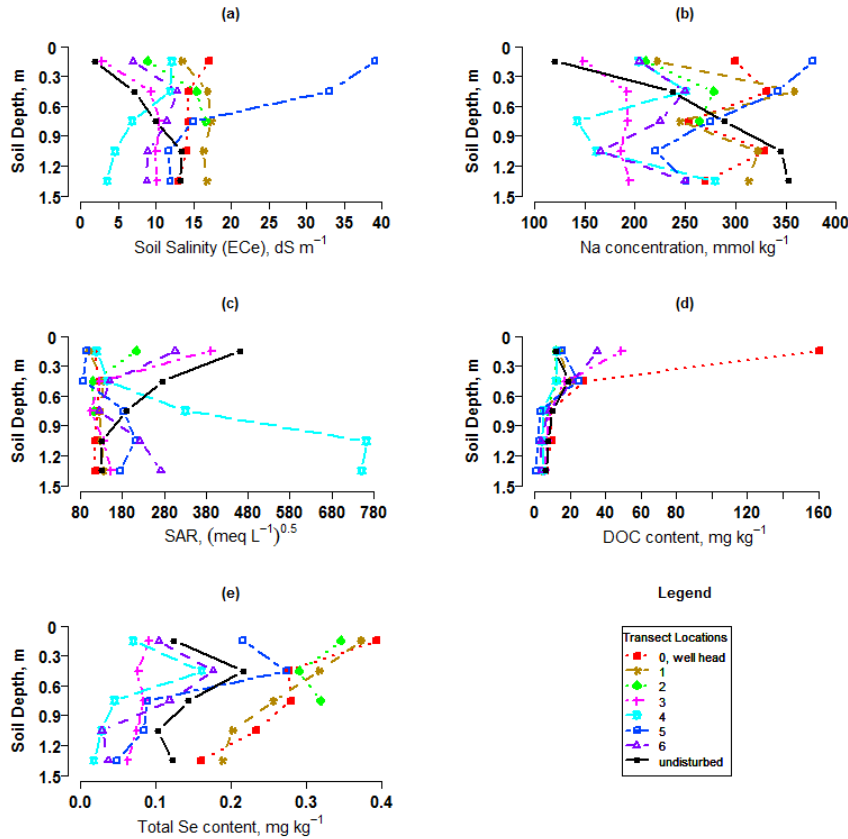 (a)
0
0.3
0.6
0.9
1.2
1.5
Soil Depth, m
0 5 10 15 20 25 30 35 40
Soil Salinity (ECe), dS m⁻¹
(b)
0
0.3
0.6
0.9
1.2
1.5
Soil Depth, m
100 150 200 250 300 350 400
Na concentration, mmol kg⁻¹
(c)
0
0.3
0.6
0.9
1.2
1.5
Soil Depth, m
80 180 280 380 480 580 680 780
SAR, (meq L⁻¹)⁰·⁵
(d)
0
0.3
0.6
0.9
1.2
1.5
Soil Depth, m
0 20 40 60 80 100 120 140 160
DOC content, mg kg⁻¹
(e)
0
0.3
0.6
0.9
1.2
1.5
Soil Depth, m
0.0 0.1 0.2 0.3 0.4
Total Se content, mg kg⁻¹
Legend
Transect Locations
0, well head
1
2
3
4
5
6
undisturbed